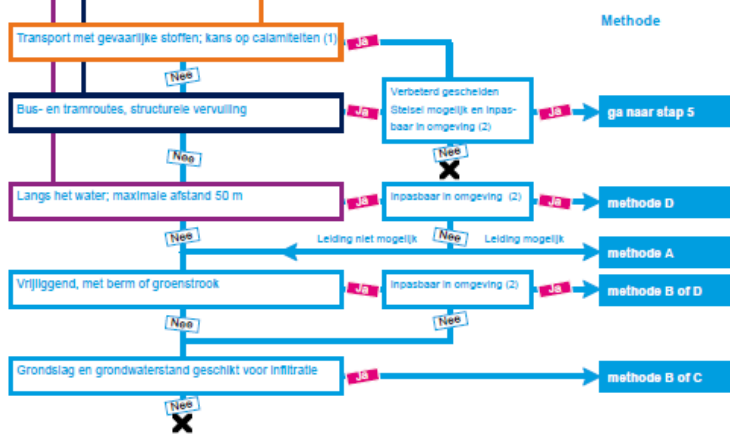 Methode
Transport met gevaarlijke stoffen; kans op calamiteiten (1)
Ja
Nee
Bus- en tramroutes, structurele vervuiling
Ja
Verbeterd gescheiden
Stelsel mogelijk en inpas-
baar in omgeving (2)
Ja
ga naar stap 5
Nee
Nee
Langs het water; maximale afstand 50 m
Ja
Inpasbaar in omgeving (2)
Ja
methode D
Nee
Leiding niet mogelijk
Nee
Leiding mogelijk
methode A
Vrijliggend, met berm of groenstrook
Ja
Inpasbaar in omgeving (2)
Ja
methode B of D
Nee
Nee
Grondslag en grondwaterstand geschikt voor infiltratie
Ja
methode B of C
Nee